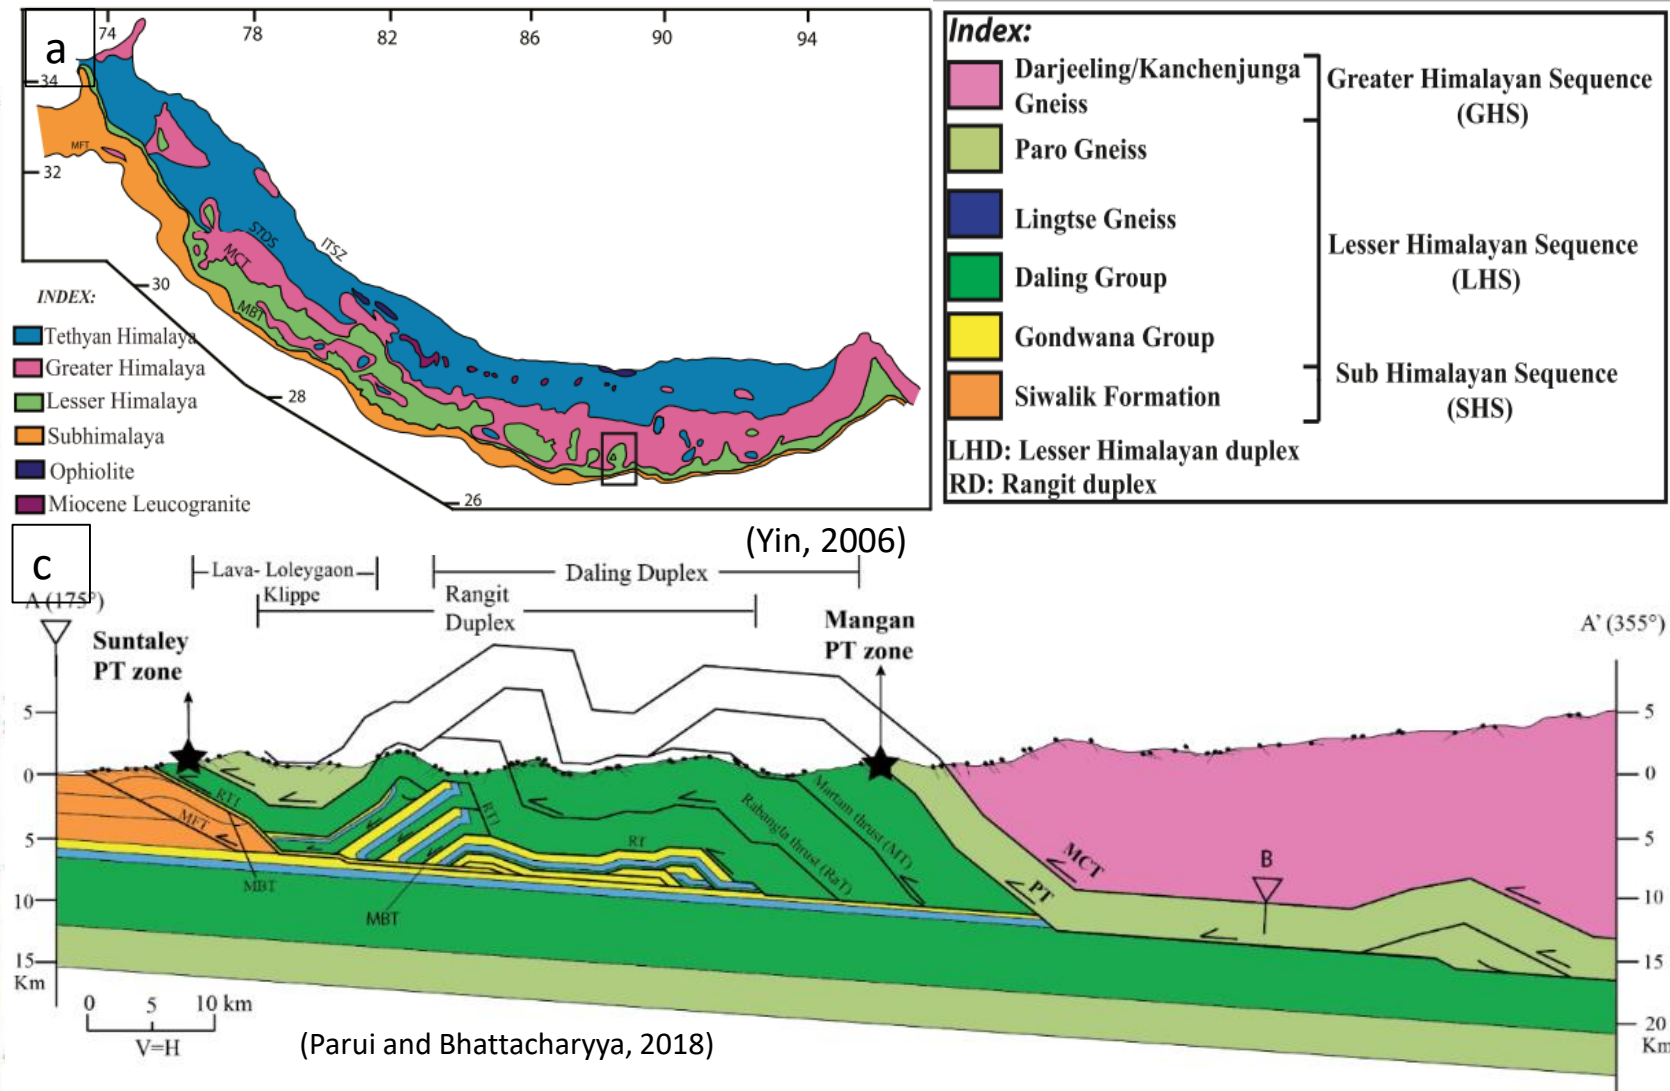 a
74
78
82
86
90
94
34
32
30
28
26
MFT
STDS
ITSZ
MCT
MBT
INDEX:
Tethyan Himalaya
Greater Himalaya
Lesser Himalaya
Subhimalaya
Ophiolite
Miocene Leucogranite
(Yin, 2006)
Index:
Darjeeling/Kanchenjunga
Gneiss
Paro Gneiss
Lingtse Gneiss
Daling Group
Gondwana Group
Siwalik Formation
Greater Himalayan Sequence
(GHS)
Lesser Himalayan Sequence
(LHS)
Sub Himalayan Sequence
(SHS)
LHD: Lesser Himalayan duplex
RD: Rangit duplex
c
A (175°)
Lava- Loleygaon
Klippe
Daling Duplex
Rangit
Duplex
Suntaley
PT zone
Mangan
PT zone
A' (355°)
5
0
5
10
15
Km
5
0
5
10
15
20
Km
RT1
MFT
MBT
MBT
RT
Rabangla thrust (RaT)
Martam thrust (MT)
MCT
PT
B
0 5 10 km
V=H
(Parui and Bhattacharyya, 2018)